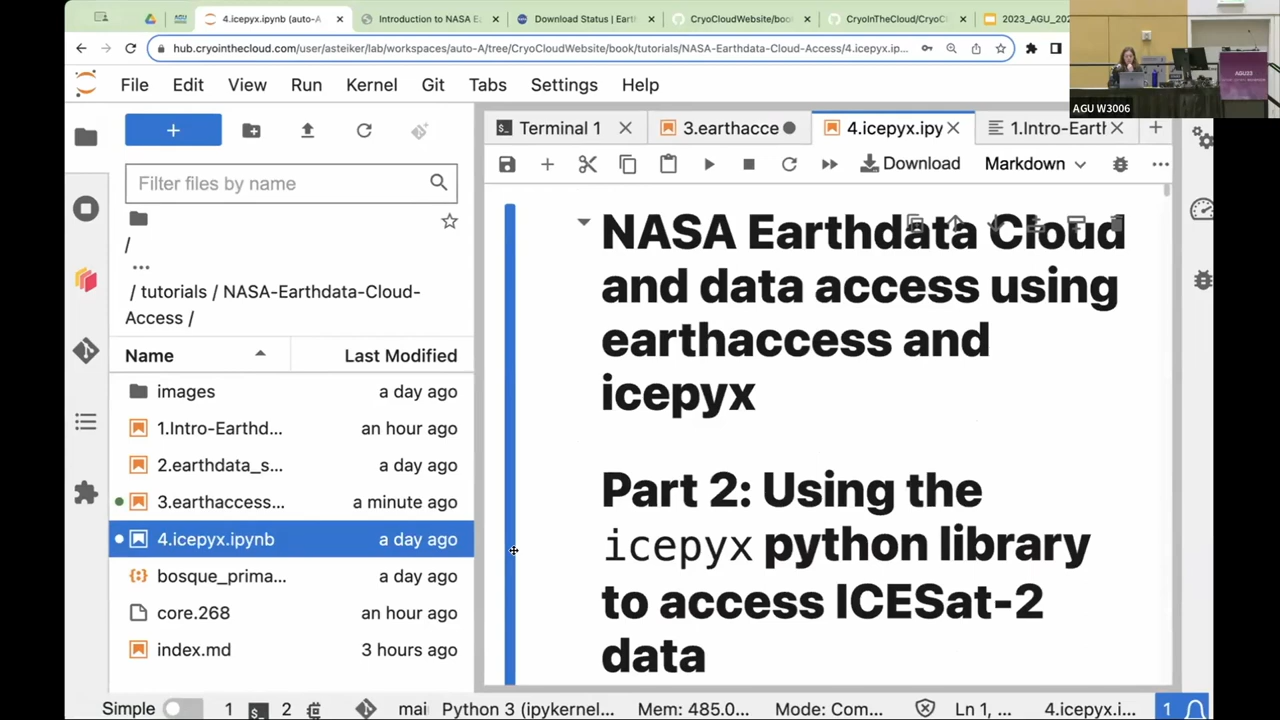 4.icepyx.ipynb (auto-A
Introduction to NASA E
Download Status | Eart
CryoCloudWebsite/boo
CryoInTheCloud/CryoC
2023_AGU_202
hub.cryointhecloud.com/user/asteiker/lab/workspaces/auto-A/tree/CryoCloudWebsite/book/tutorials/NASA-Earthdata-Cloud-Access/4.icepyx.ip...
AGU23
AGU W3006
File Edit View Run Kernel Git Tabs Settings Help
Terminal 1
3.earthacce
4.icepyx.ipy
1.Intro-Earth
Download
Markdown
Filter files by name
/
...
/ tutorials / NASA-Earthdata-Cloud-
Access /
Name Last Modified
images a day ago
1.Intro-Earthd... an hour ago
2.earthdata_s... a day ago
3.earthaccess... a minute ago
4.icepyx.ipynb a day ago
bosque_prima... a day ago
core.268 an hour ago
index.md 3 hours ago
NASA Earthdata Cloud
and data access using
earthaccess and
icepyx
Part 2: Using the
icepyx python library
to access ICESat-2
data
Simple 1 2 mai Python 3 (ipykernel... Mem: 485.0... Mode: Com... Ln 1, ... 4.icepyx.i... 1